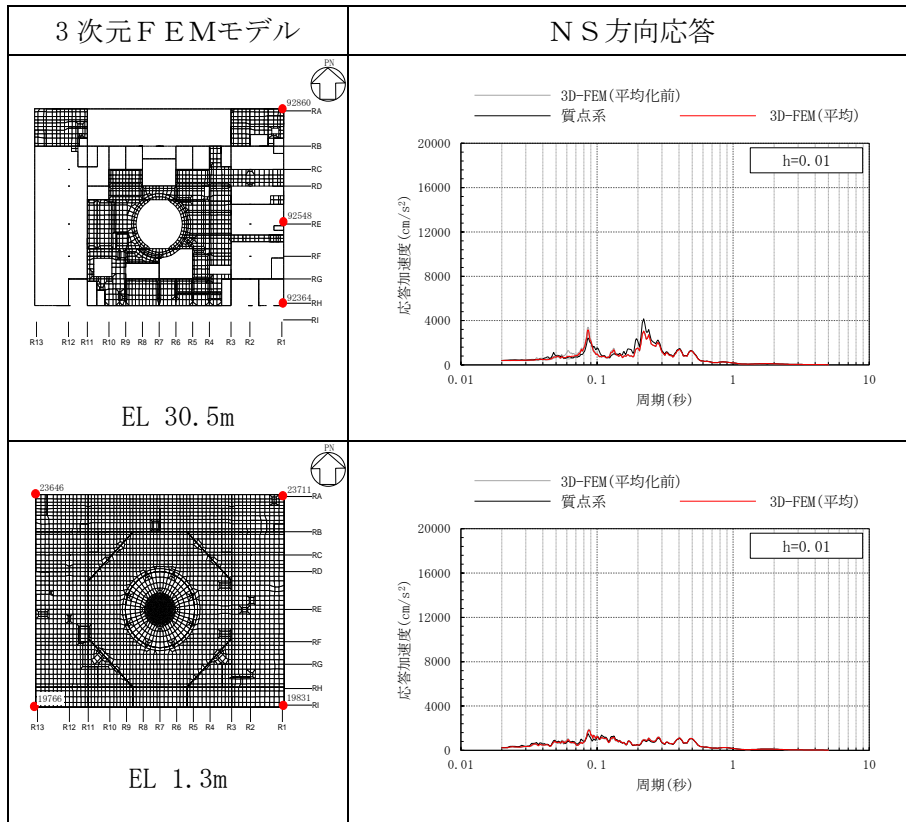 3次元FEMモデル
NS方向応答
PN
92860
RA
RB
RC
RD
92548
RE
RF
RG
92364
RH
RI
R13 R12 R11 R10 R9 R8 R7 R6 R5 R4 R3 R2 R1
EL 30.5m
3D-FEM(平均化前)
質点系
3D-FEM(平均)
h=0.01
20000
16000
12000
8000
4000
0
応答加速度(cm/s²)
0.01 0.1 1 10
周期(秒)
PN
23646
23711
RA
RB
RC
RD
RE
RF
RG
RH
19766
19831
RI
R13 R12 R11 R10 R9 R8 R7 R6 R5 R4 R3 R2 R1
EL 1.3m
3D-FEM(平均化前)
質点系
3D-FEM(平均)
h=0.01
20000
16000
12000
8000
4000
0
応答加速度(cm/s²)
0.01 0.1 1 10
周期(秒)